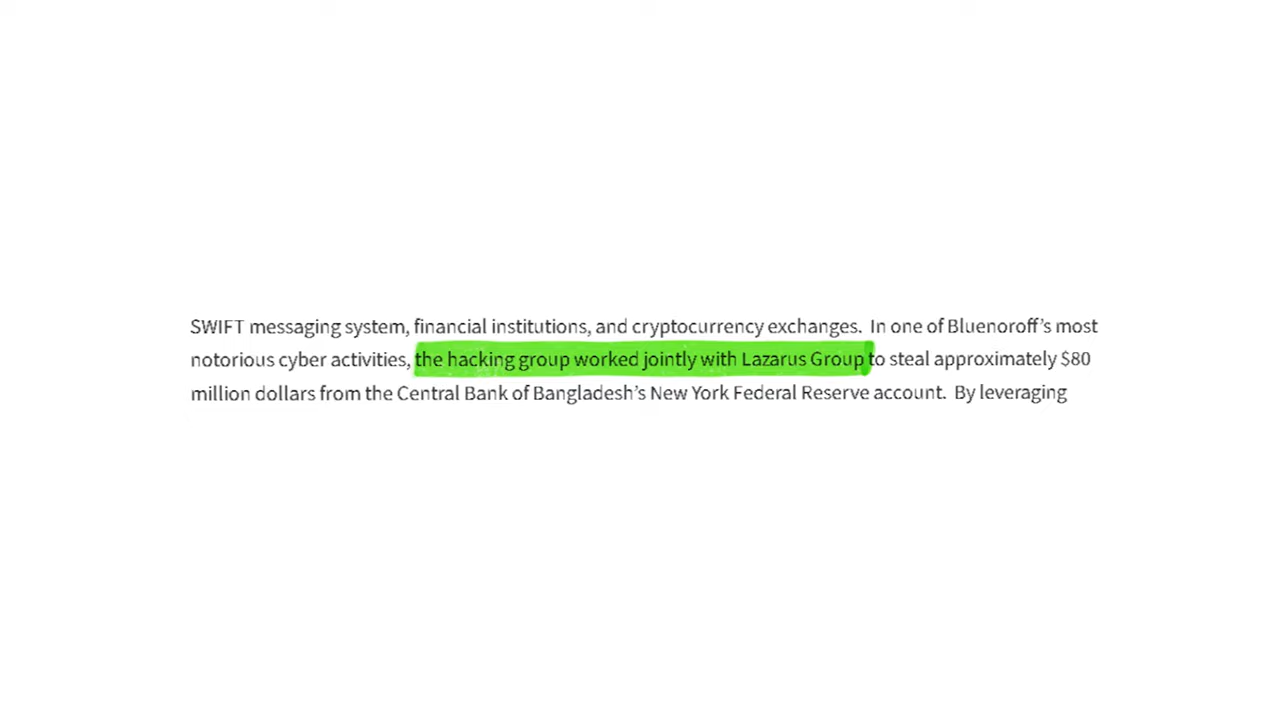 SWIFT messaging system, financial institutions, and cryptocurrency exchanges.  In one of Bluenoroff’s most
notorious cyber activities, the hacking group worked jointly with Lazarus Group to steal approximately $80
million dollars from the Central Bank of Bangladesh’s New York Federal Reserve account.  By leveraging